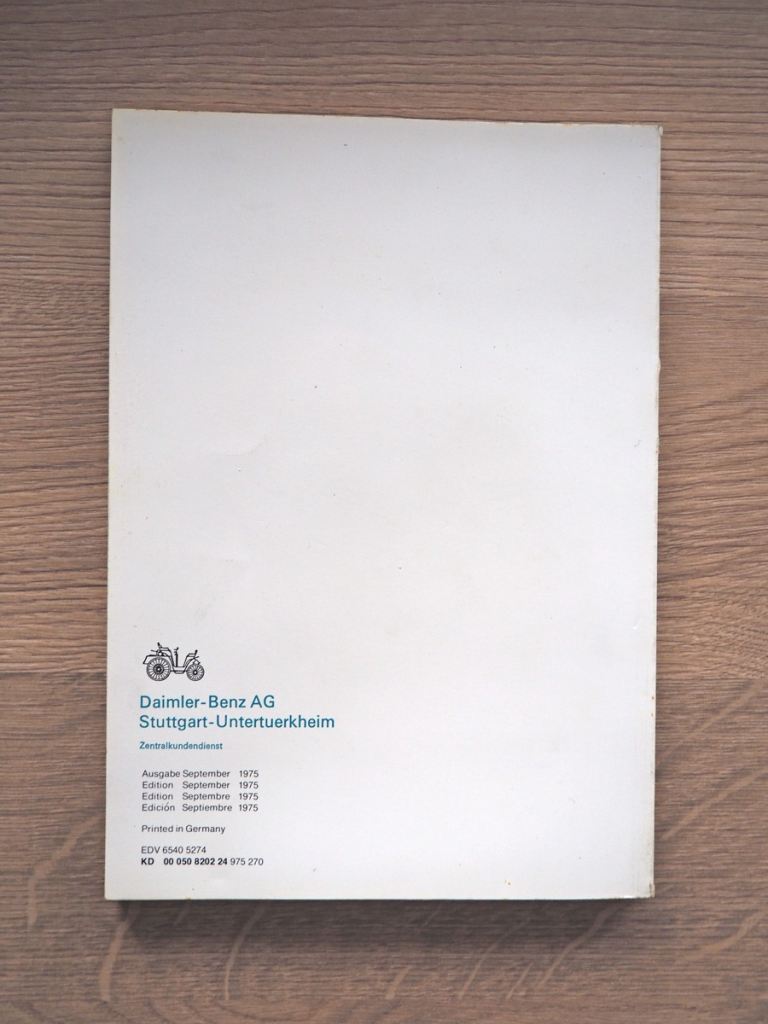 Daimler-Benz AG
Stuttgart-Untertuerkheim
Zentralkundendienst
Ausgabe September 1975
Edition September 1975
Edition Septembre 1975
Edición Septiembre 1975
Printed in Germany
EDV 6540 5274
KD 00 050 8202 24 975 270